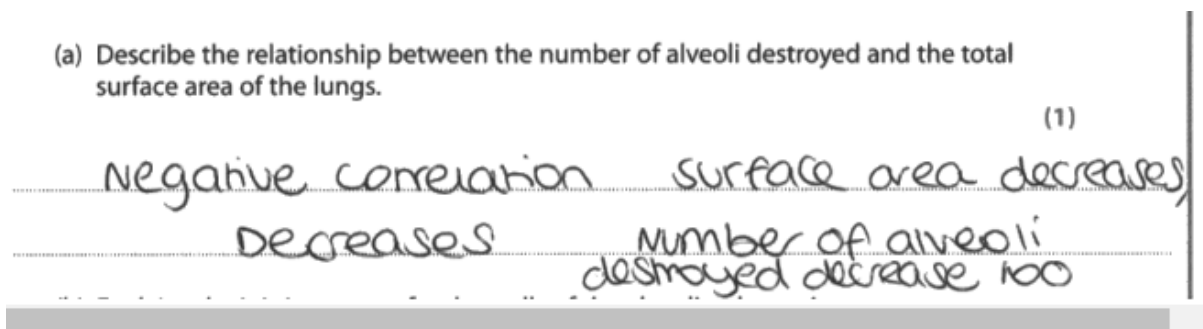 (a) Describe the relationship between the number of alveoli destroyed and the total
surface area of the lungs.
(1)
Negative correlation surface area decreases,
Decreases Number of alveoli
destroyed decrease too